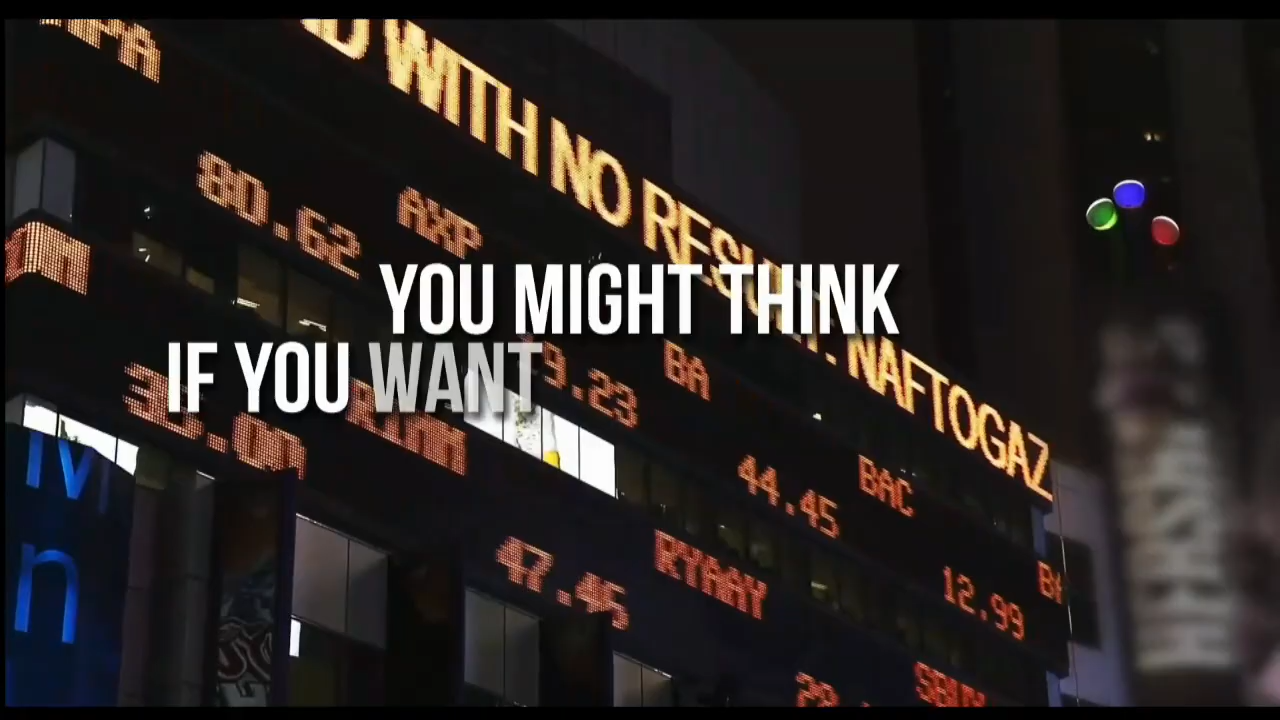 D WITH NO RESULT: NAFTOGAZ
80.62 AXP
YOU MIGHT THINK
IF YOU WANT
BA
44.45 BAC
47.45 RYAAY
12.99